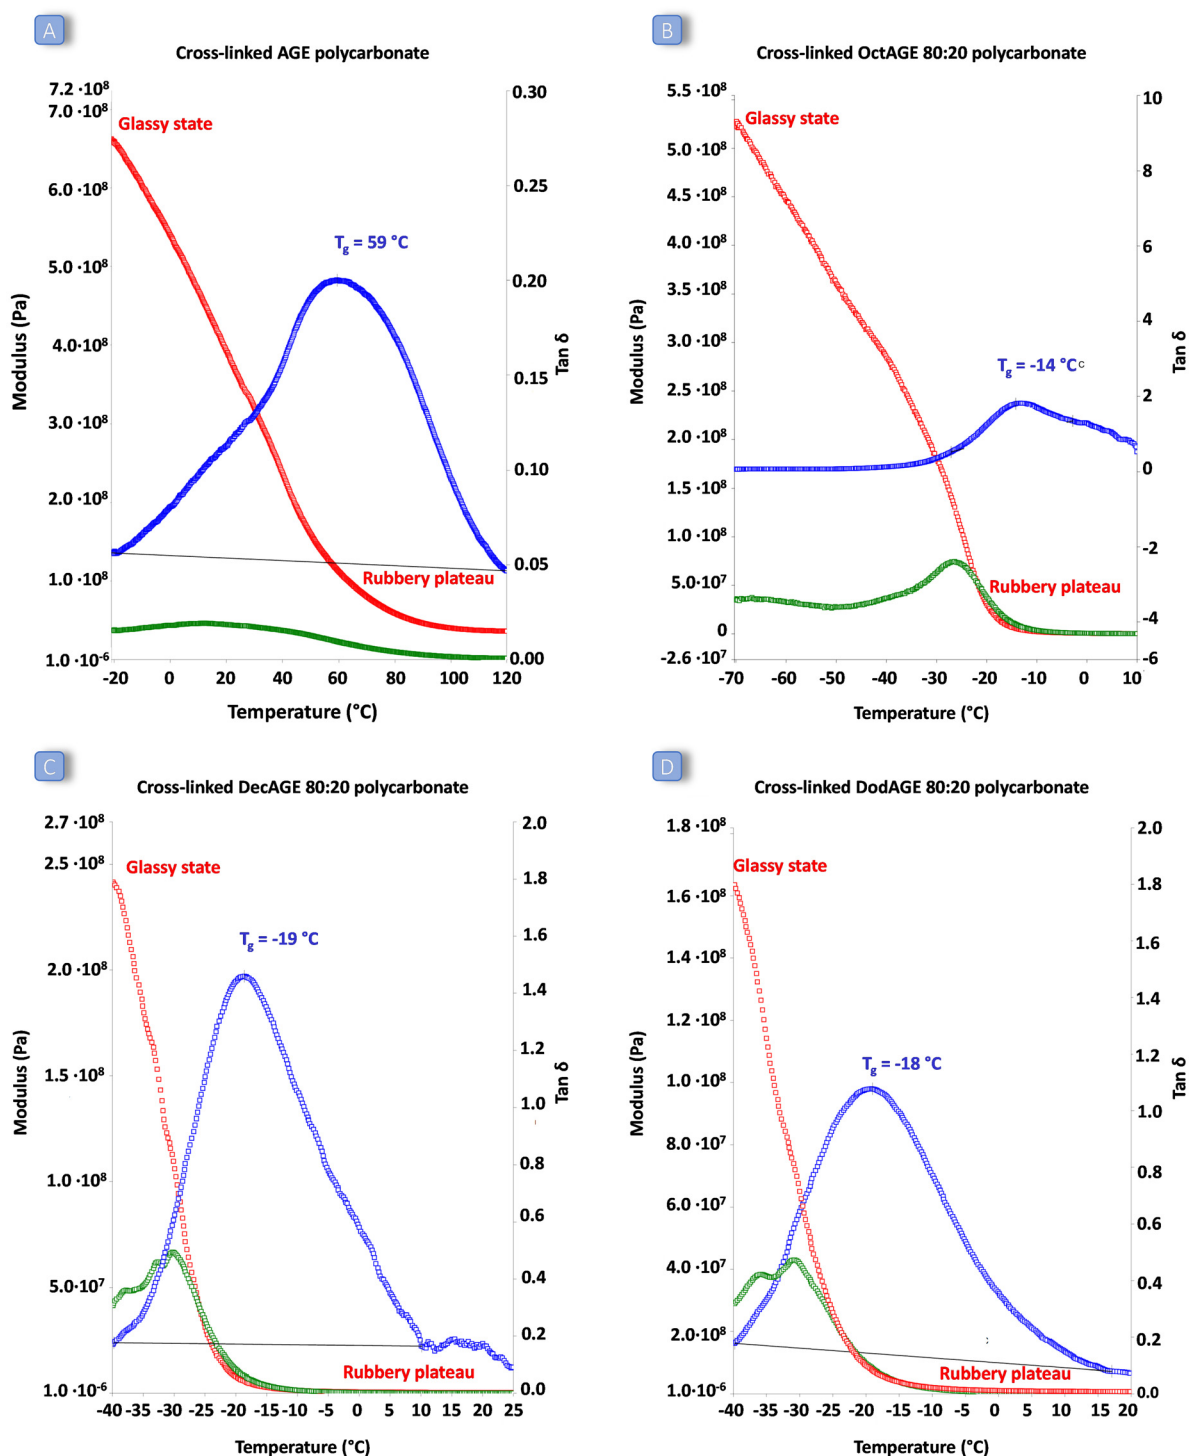 A
Cross-linked AGE polycarbonate
7.2 ·10⁸
7.0 ·10⁸
6.0 ·10⁸
5.0 ·10⁸
4.0·10⁸
3.0 ·10⁸
2.0 ·10⁸
1.0 ·10⁸
1.0 ·10⁻⁶
Modulus (Pa)
Glassy state
T_g = 59 °C
Rubbery plateau
0.30
0.25
0.20
0.15
0.10
0.05
0.00
Tan δ
-20 0 20 40 60 80 100 120
Temperature (°C)
B
Cross-linked OctAGE 80:20 polycarbonate
5.5 ·10⁸
5.0 ·10⁸
4.5 ·10⁸
4.0 ·10⁸
3.5 ·10⁸
3.0 ·10⁸
2.5 ·10⁸
2.0 ·10⁸
1.5 ·10⁸
1.0 ·10⁸
5.0 ·10⁷
0
-2.6 ·10⁷
Modulus (Pa)
Glassy state
T_g = -14 °C c
Rubbery plateau
10
8
6
4
2
0
-2
-4
-6
Tan δ
-70 -60 -50 -40 -30 -20 -10 0 10
Temperature (°C)
C
Cross-linked DecAGE 80:20 polycarbonate
2.7 ·10⁸
2.5 ·10⁸
2.0 ·10⁸
1.5 ·10⁸
1.0 ·10⁸
5.0 ·10⁷
1.0 ·10⁻⁶
Modulus (Pa)
Glassy state
T_g = -19 °C
Rubbery plateau
2.0
1.8
1.6
1.4
1.2
1.0
0.8
0.6
0.4
0.2
0.0
Tan δ
-40 -35 -25 -25 -20 -15 -10 -5 0 5 10 15 20 25
Temperature (°C)
D
Cross-linked DodAGE 80:20 polycarbonate
1.8 ·10⁸
1.6 ·10⁸
1.4 ·10⁸
1.2 ·10⁸
1.0 ·10⁸
8.0 ·10⁷
6.0 ·10⁷
4.0 ·10⁷
2.0 ·10⁸
1.0 ·10⁻⁶
Modulus (Pa)
Glassy state
T_g = -18 °C
Rubbery plateau
2.0
1.8
1.6
1.4
1.2
1.0
0.8
0.6
0.4
0.2
0.0
Tan δ
-40 -35 -30 -25 -20 -15 -10 -5 0 5 10 15 20
Temperature (°C)